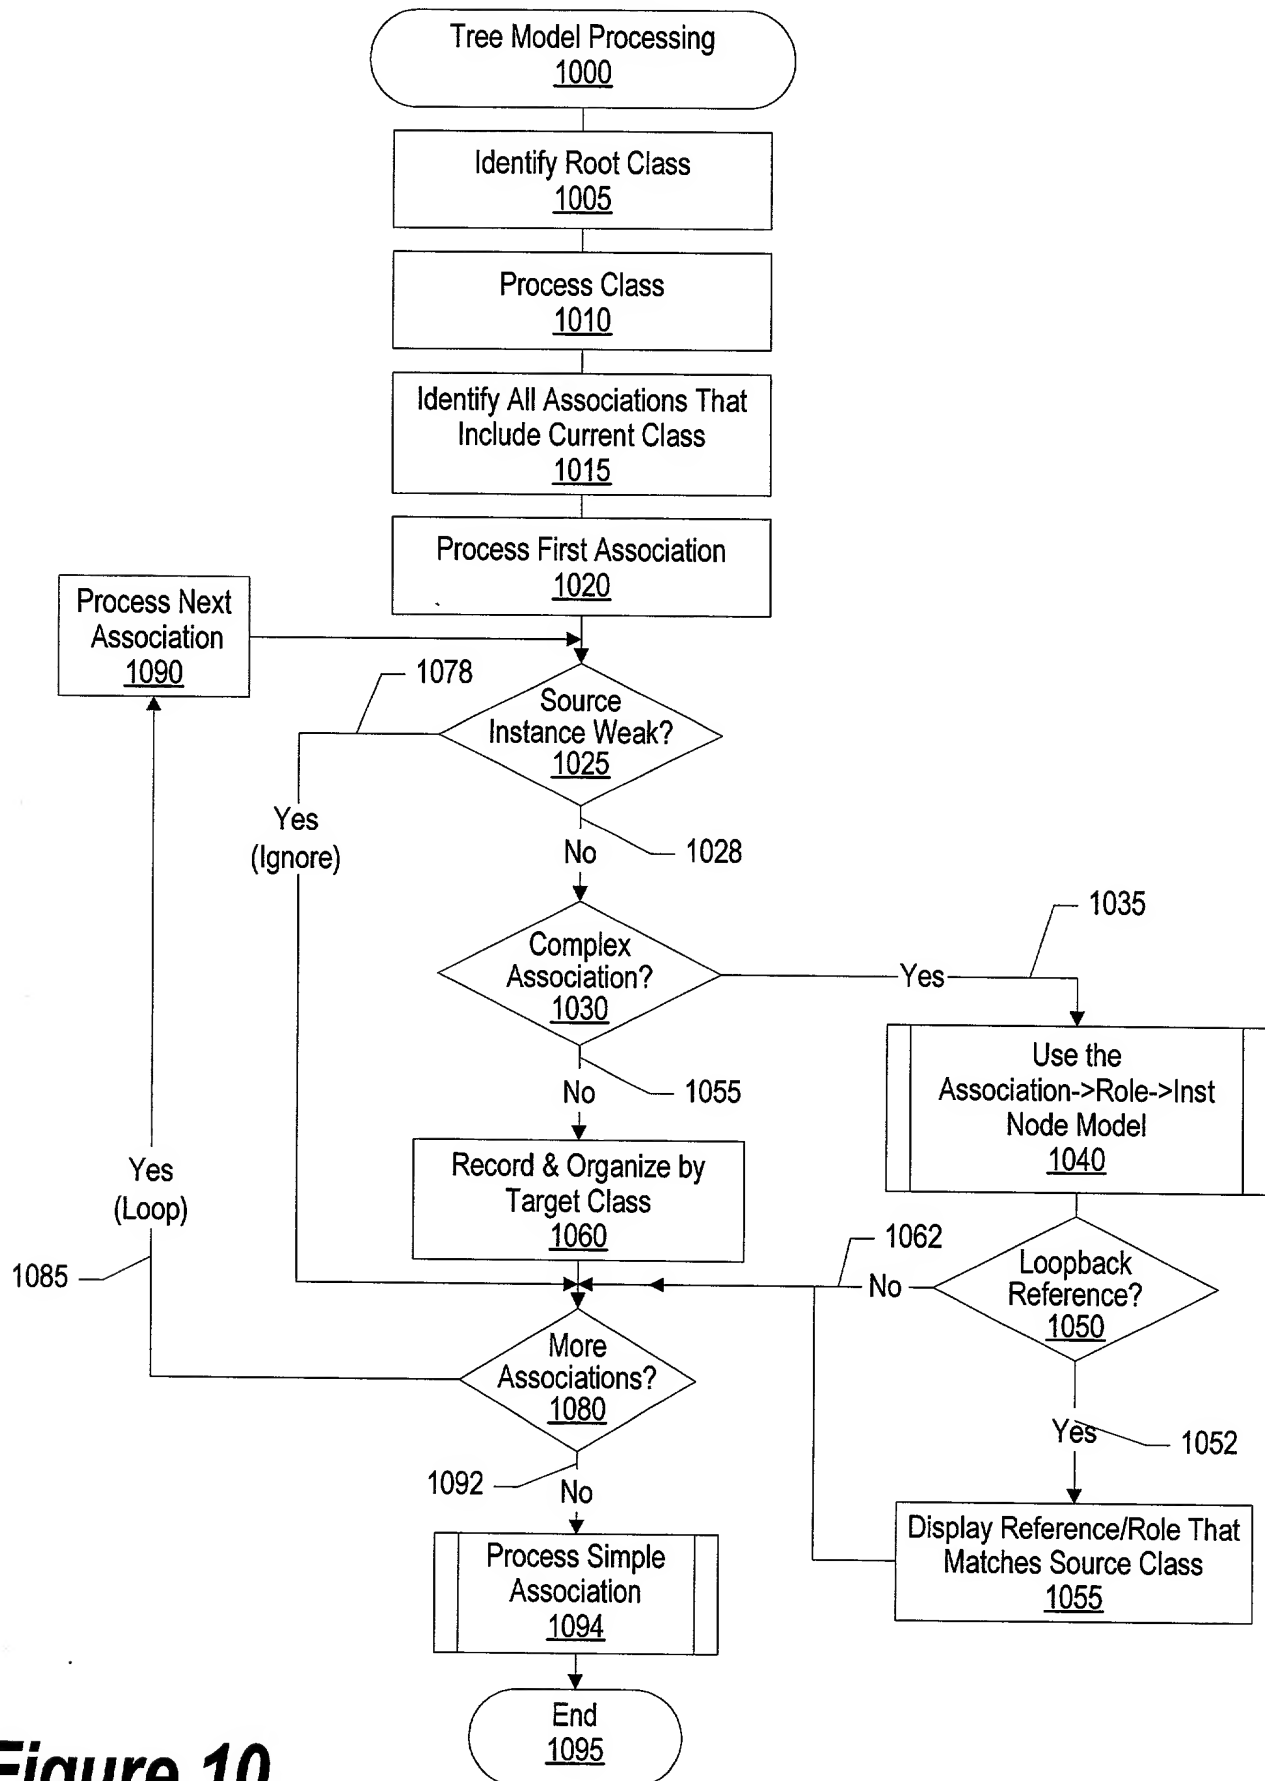 Tree Model Processing
1000
Identify Root Class
1005
Process Class
1010
Identify All Associations That
Include Current Class
1015
Process First Association
1020
Process Next
Association
1090
1078
Source
Instance Weak?
1025
Yes
(Ignore)
No
1028
1035
Complex
Association?
1030
Yes
Use the
Association->Role->Inst
Node Model
1040
No
1055
Record & Organize by
Target Class
1060
Yes
(Loop)
1085
1062
No
Loopback
Reference?
1050
More
Associations?
1080
Yes
1052
1092
No
Display Reference/Role That
Matches Source Class
1055
Process Simple
Association
1094
End
1095
Figure 10